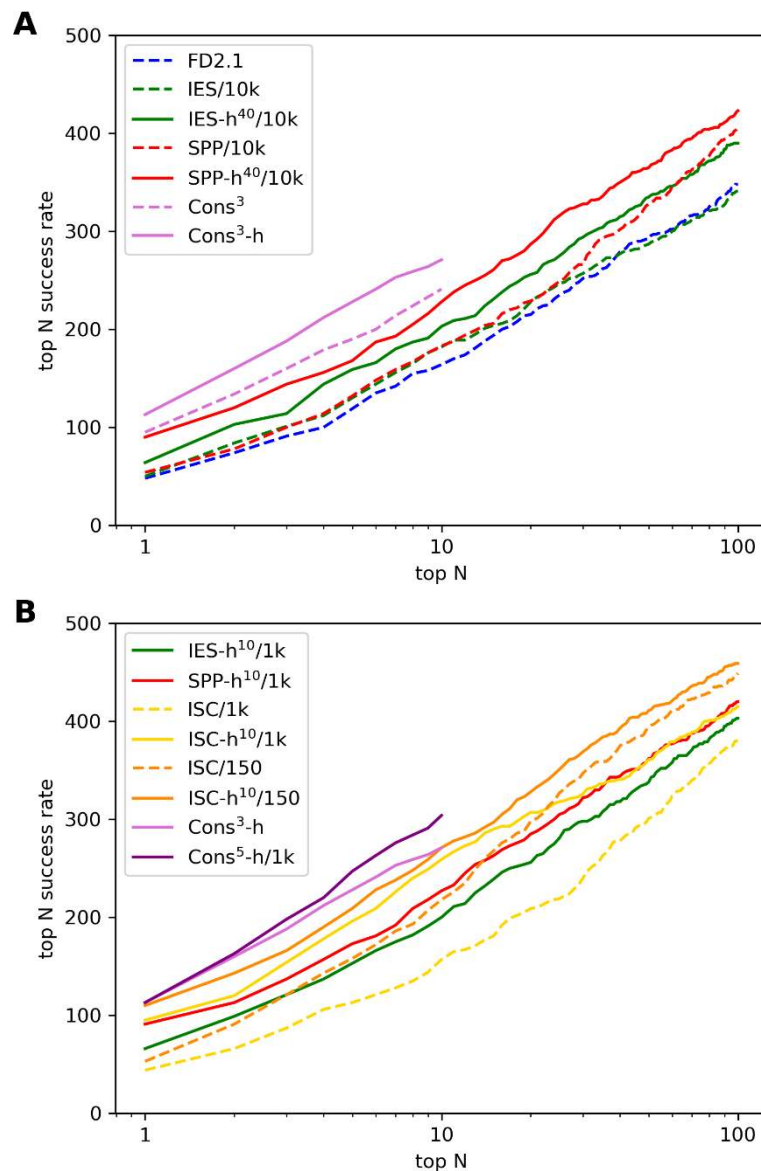 A
500
400
300
200
100
0
top N success rate
FD2.1
IES/10k
IES-h⁴⁰/10k
SPP/10k
SPP-h⁴⁰/10k
Cons³
Cons³-h
1
10
100
top N
B
500
400
300
200
100
0
top N success rate
IES-h¹⁰/1k
SPP-h¹⁰/1k
ISC/1k
ISC-h¹⁰/1k
ISC/150
ISC-h¹⁰/150
Cons³-h
Cons⁵-h/1k
1
10
100
top N